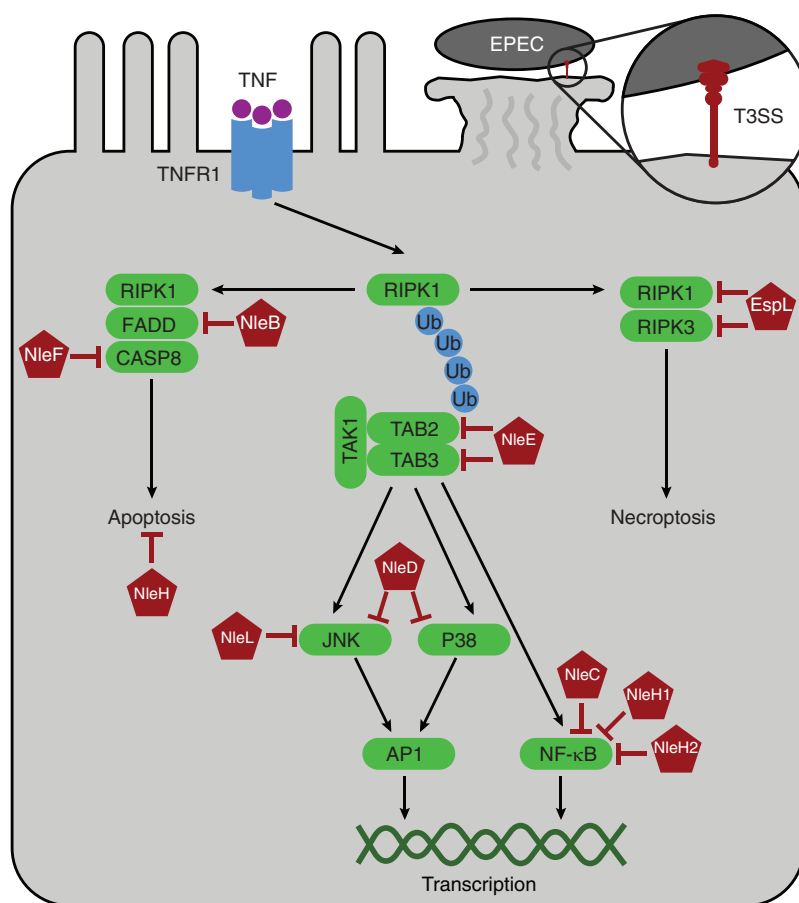 EPEC
TNF
T3SS
TNFR1
RIPK1
RIPK1
RIPK1
EspL
FADD
NleB
Ub
RIPK3
NleF
CASP8
Ub
Ub
Ub
TAK1
TAB2
NleE
TAB3
Apoptosis
Necroptosis
NleD
NleH
NleL
JNK
P38
NleC
NleH1
AP1
NF-κB
NleH2
Transcription